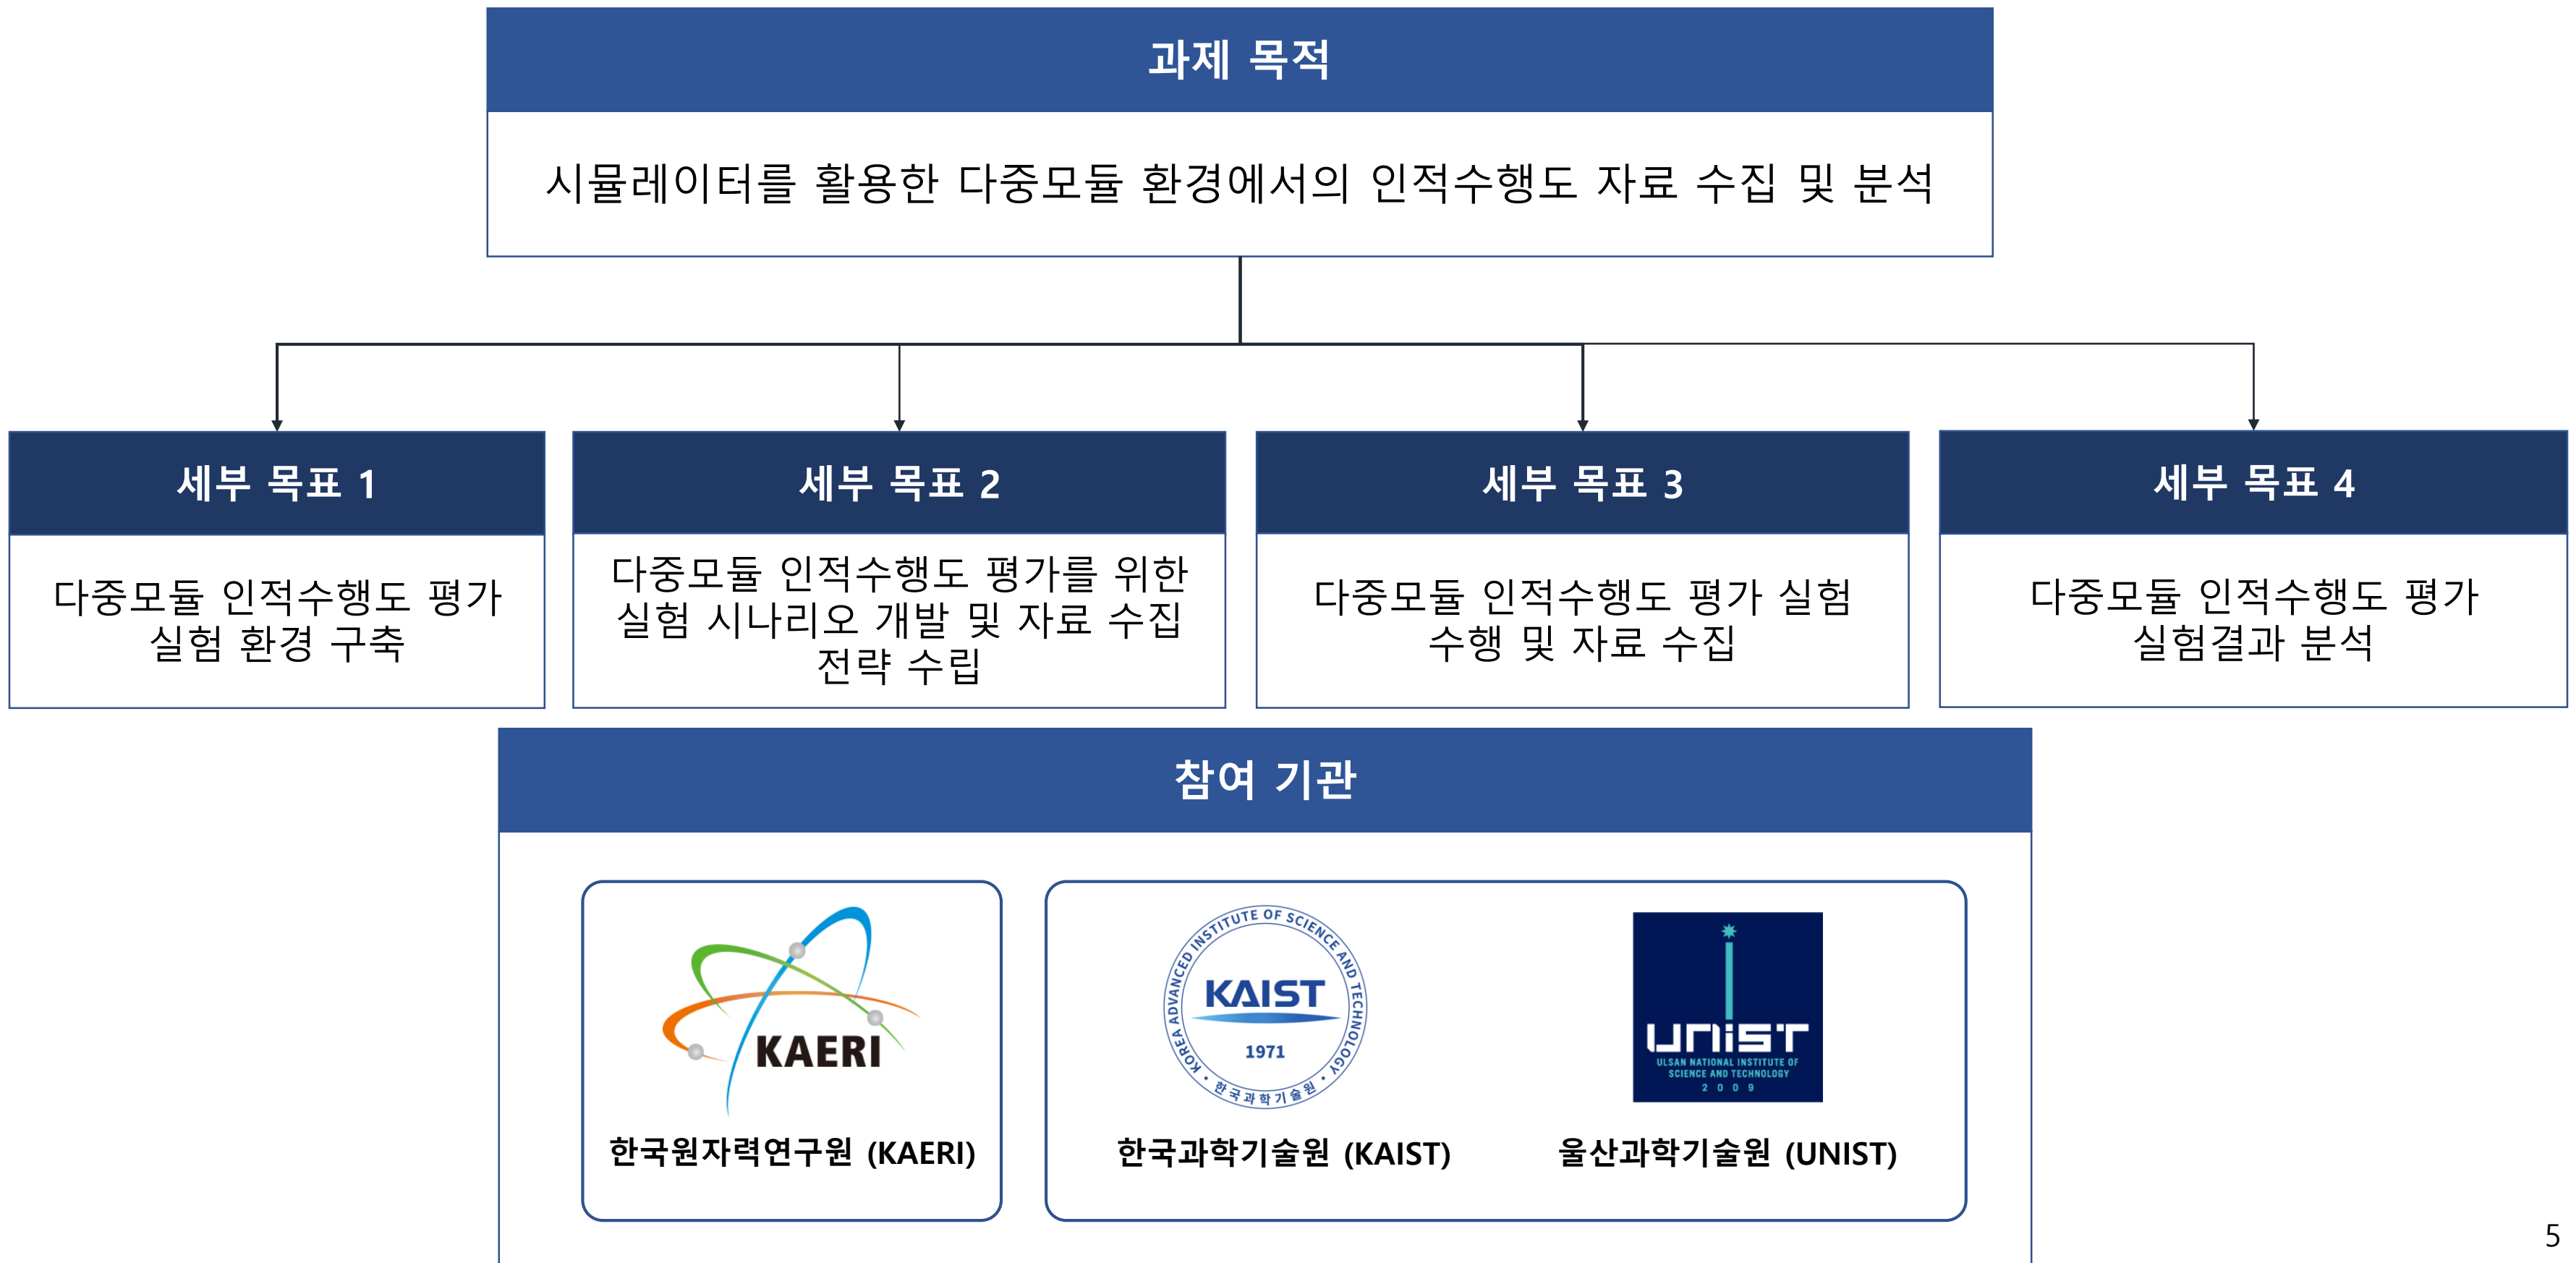 과제 목적
시뮬레이터를 활용한 다중모듈 환경에서의 인적수행도 자료 수집 및 분석
세부 목표 1
다중모듈 인적수행도 평가
실험 환경 구축
세부 목표 2
다중모듈 인적수행도 평가를 위한
실험 시나리오 개발 및 자료 수집
전략 수립
세부 목표 3
다중모듈 인적수행도 평가 실험
수행 및 자료 수집
세부 목표 4
다중모듈 인적수행도 평가
실험결과 분석
참여 기관
KAERI
한국원자력연구원 (KAERI)
KOREA ADVANCED INSTITUTE OF SCIENCE AND TECHNOLOGY
KAIST
1971
• 한국과학기술원 •
한국과학기술원 (KAIST)
UNIST
ULSAN NATIONAL INSTITUTE OF
SCIENCE AND TECHNOLOGY
2009
울산과학기술원 (UNIST)
5